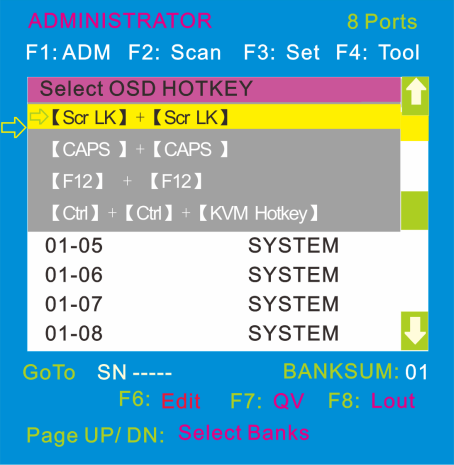 ADMINISTRATOR 8 Ports
F1: ADM F2: Scan F3: Set F4: Tool
Select OSD HOTKEY
【Scr LK】+【Scr LK】
【CAPS 】+【CAPS 】
【F12】 + 【F12】
【Ctrl】+【Ctrl】+【KVM Hotkey】
01-05 SYSTEM
01-06 SYSTEM
01-07 SYSTEM
01-08 SYSTEM
GoTo SN ----- BANKSUM: 01
F6: Edit F7: QV F8: Lout
Page UP/ DN: Select Banks